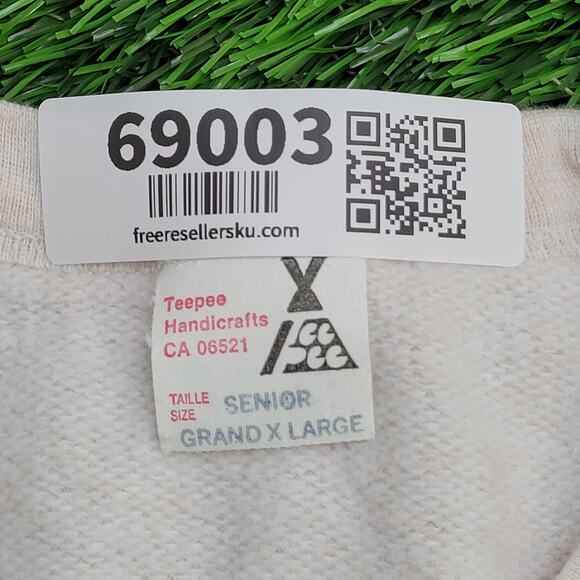 69003
freeresellersku.com
Teepee
Handicrafts
CA 06521
TAILLE
SIZE
SENIOR
GRAND X LARGE